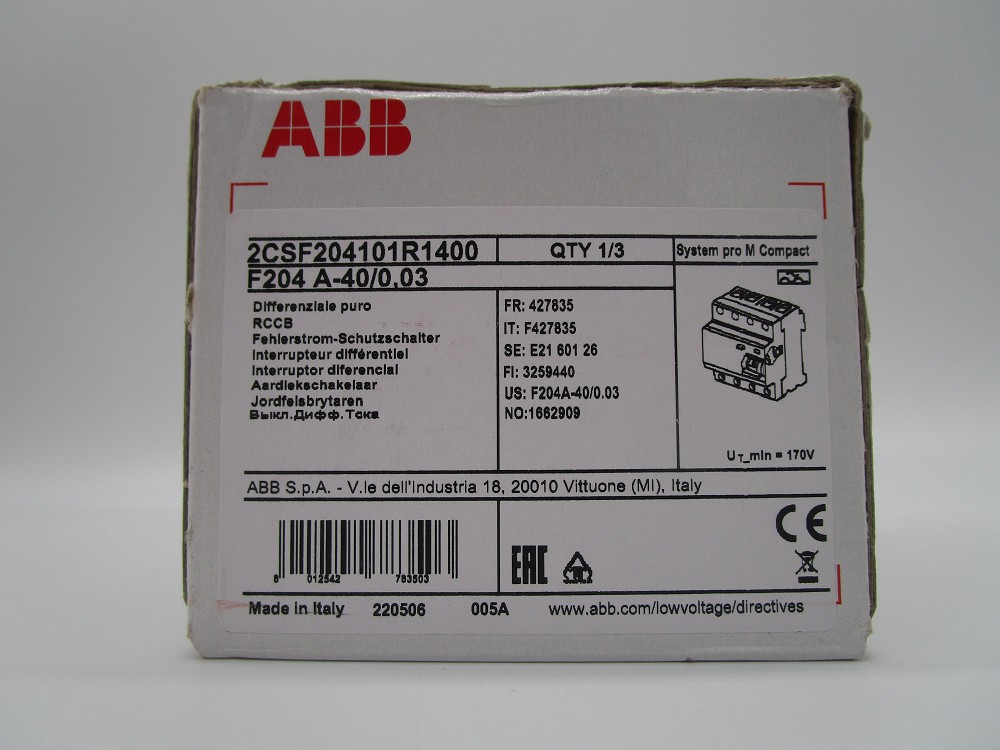 ABB
2CSF204101R1400
QTY 1/3
System pro M Compact
F204 A-40/0,03
Differenziale puro
RCCB
Fehlerstrom-Schutzschalter
Interrupteur différentiel
Interruptor diferencial
Aardlekschakelaar
Jordfelsbrytaren
Выкл.Дифф.Тока
FR: 427835
IT: F427835
SE: E21 601 26
FI: 3259440
US: F204A-40/0.03
NO:1662909
UT_min = 170V
ABB S.p.A. - V.le dell'Industria 18, 20010 Vittuone (MI), Italy
8 012542 783503
EAC
CE
Made in Italy 220506 005A www.abb.com/lowvoltage/directives